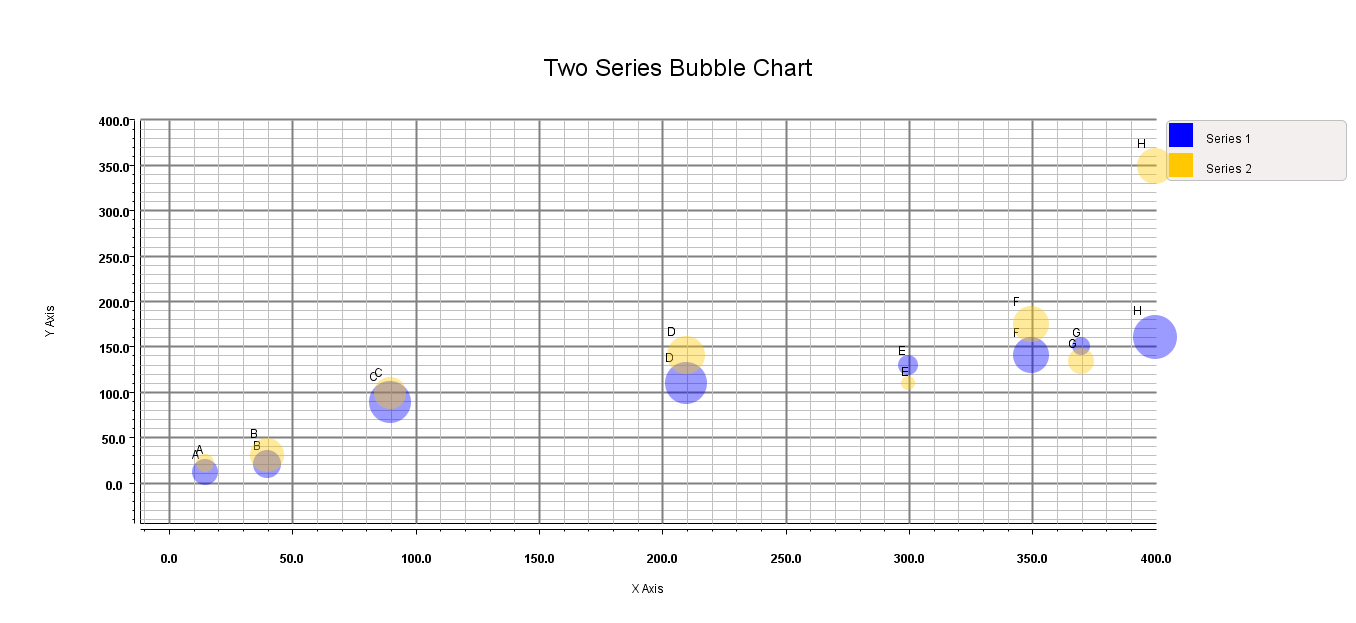 Two Series Bubble Chart
400.0
350.0
300.0
250.0
200.0
150.0
100.0
50.0
0.0
Y Axis
H
Series 1
Series 2
F
H
D
F
G
G
E
D
E
C C
B
B
A
A
0.0 50.0 100.0 150.0 200.0 250.0 300.0 350.0 400.0
X Axis